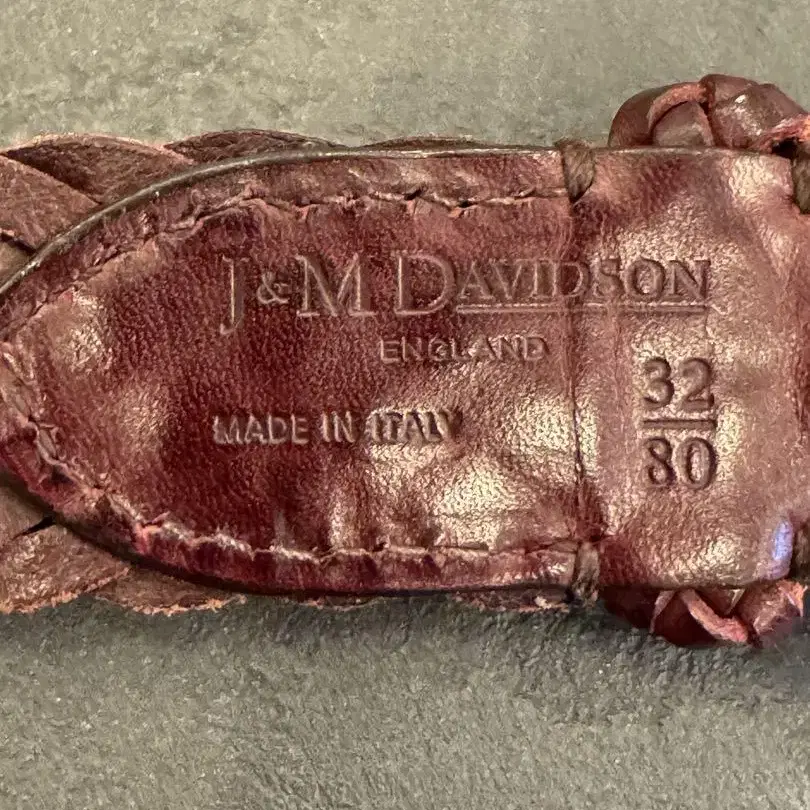 J&M DAVIDSON
ENGLAND
MADE IN ITALY
32
80